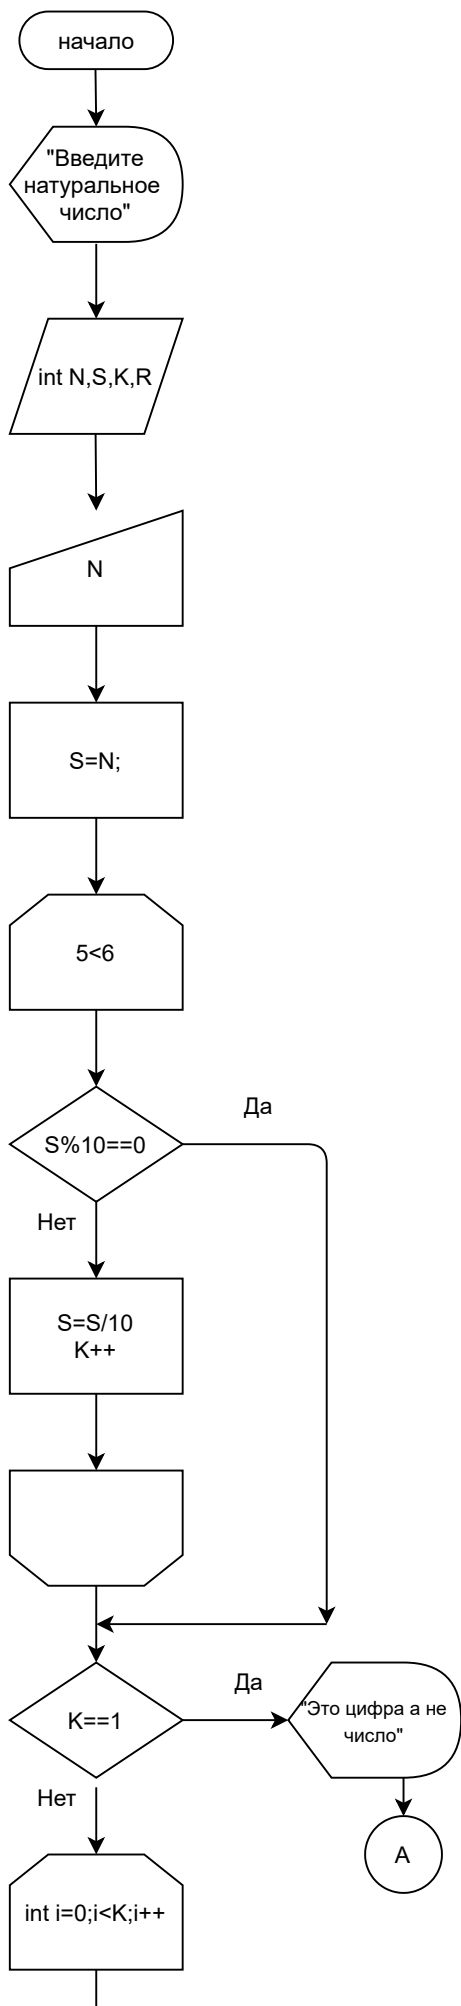 начало
"Введите
натуральное
число"
int N,S,K,R
N
S=N;
5<6
Да
S%10==0
Нет
S=S/10
K++
Да
K==1
"Это цифра а не
число"
Нет
A
int i=0;i<K;i++